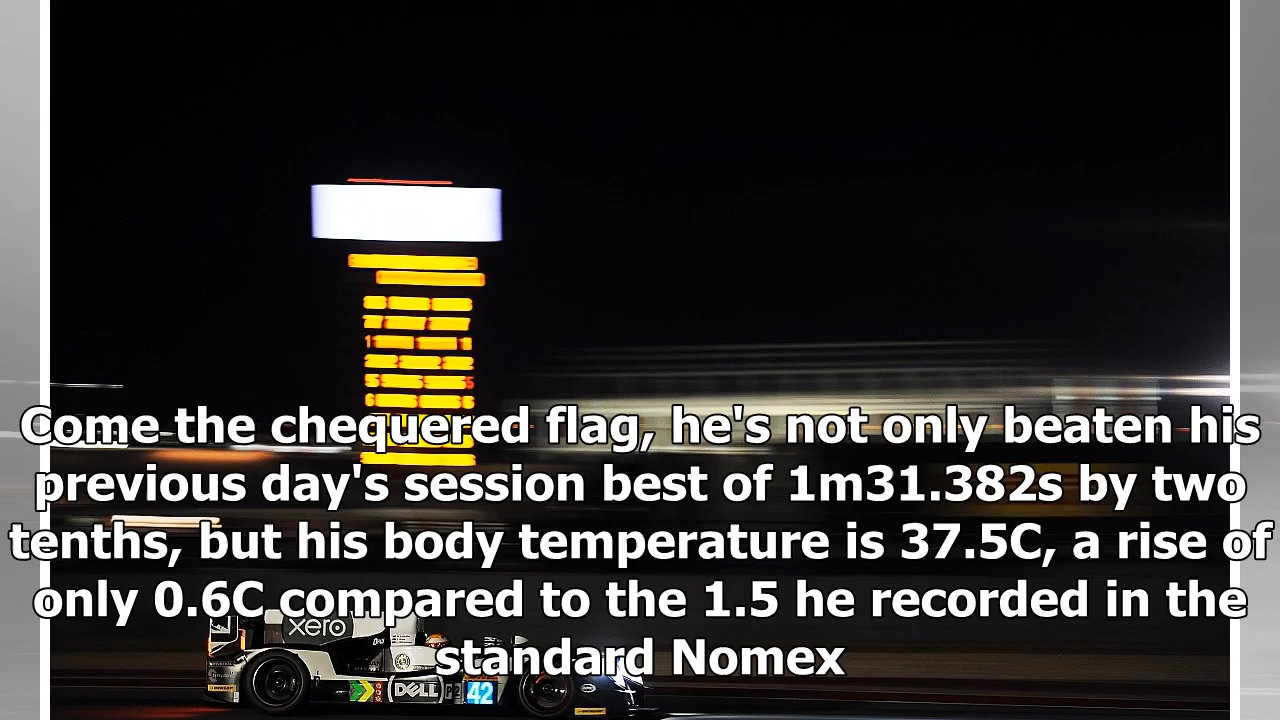 Come the chequered flag, he's not only beaten his
previous day's session best of 1m31.382s by two
tenths, but his body temperature is 37.5C, a rise of
only 0.6C compared to the 1.5 he recorded in the
standard Nomex
xero
DELL
P2
42